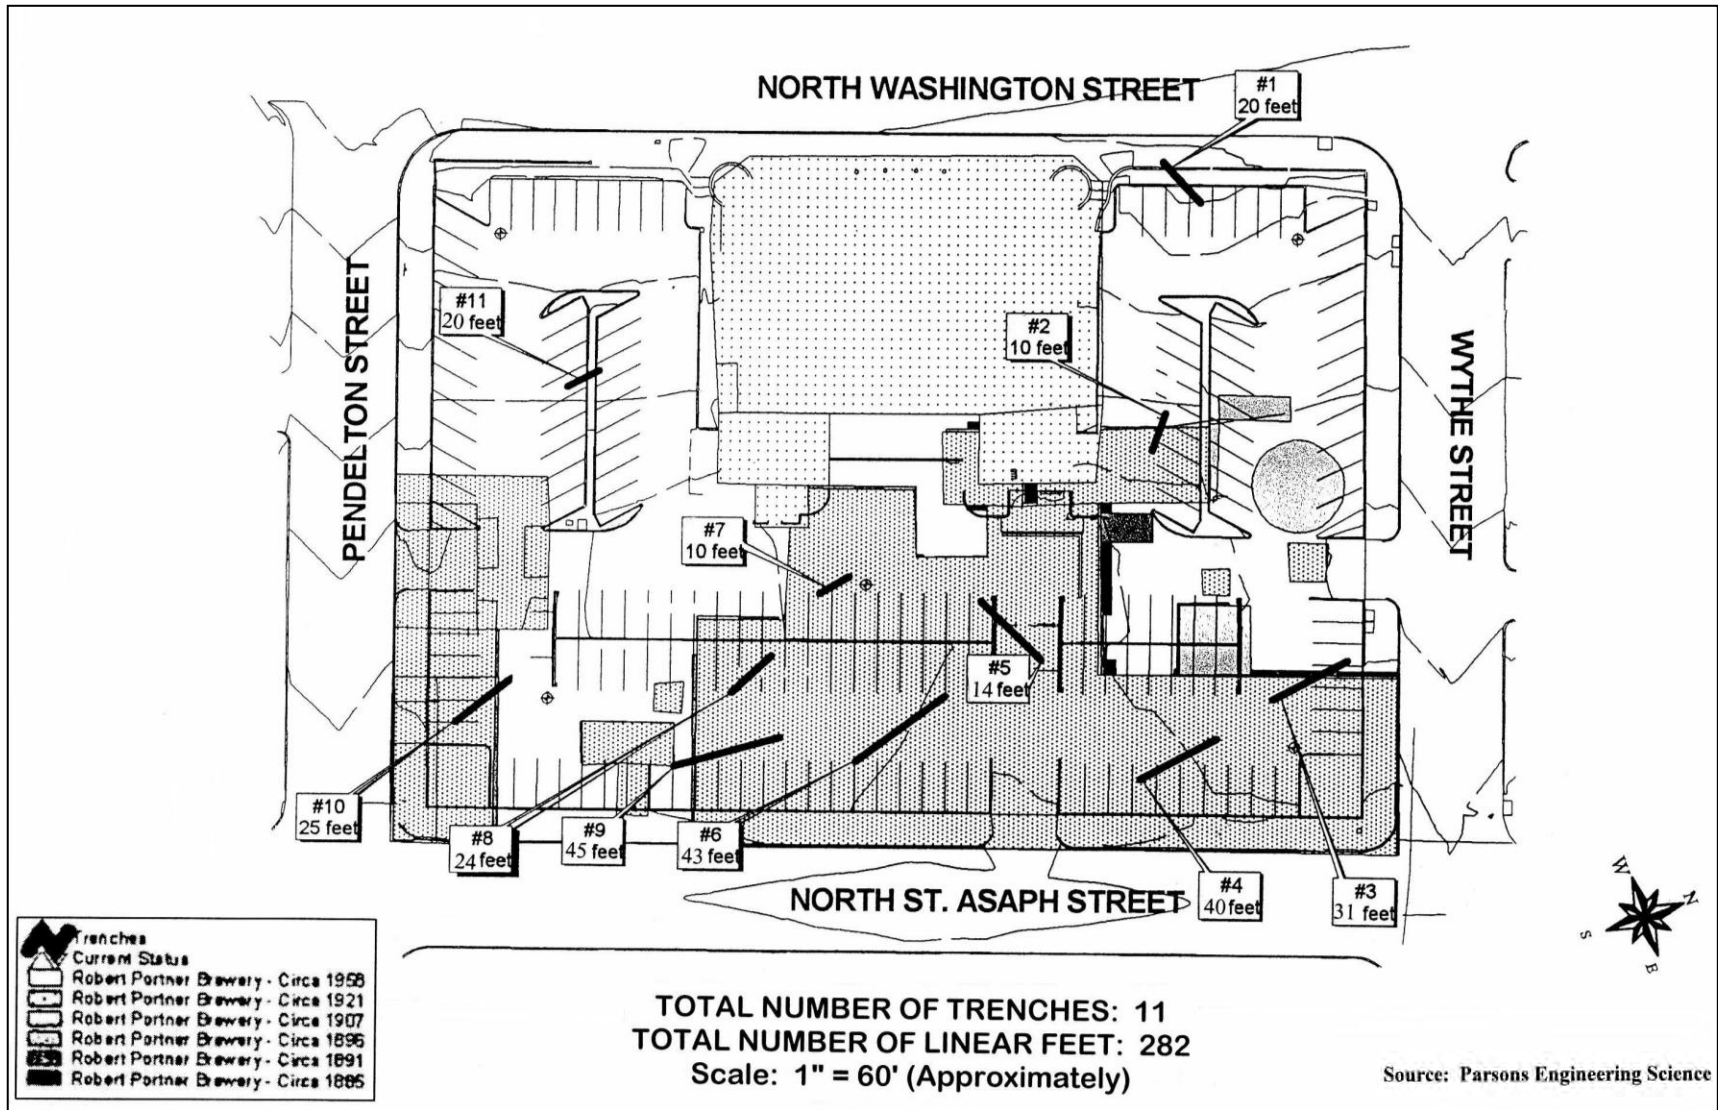 NORTH WASHINGTON STREET
#1
20 feet
#11
20 feet
#2
10 feet
PENDELTON STREET
WYTHE STREET
#7
10 feet
#5
14 feet
#10
25 feet
#8
24 feet
#9
45 feet
#6
43 feet
#4
40 feet
#3
31 feet
NORTH ST. ASAPH STREET
W
N
S
E
Trenches
Current Status
Robert Portner Brewery - Circa 1958
Robert Portner Brewery - Circa 1921
Robert Portner Brewery - Circa 1907
Robert Portner Brewery - Circa 1896
Robert Portner Brewery - Circa 1891
Robert Portner Brewery - Circa 1885
TOTAL NUMBER OF TRENCHES: 11
TOTAL NUMBER OF LINEAR FEET: 282
Scale: 1" = 60' (Approximately)
Source: Parsons Engineering Science